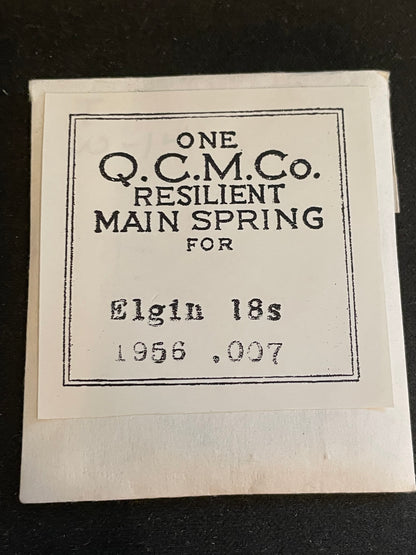 ONE
Q.C.M.Co.
RESILIENT
MAIN SPRING
FOR
Elgin 18s
1956 .007